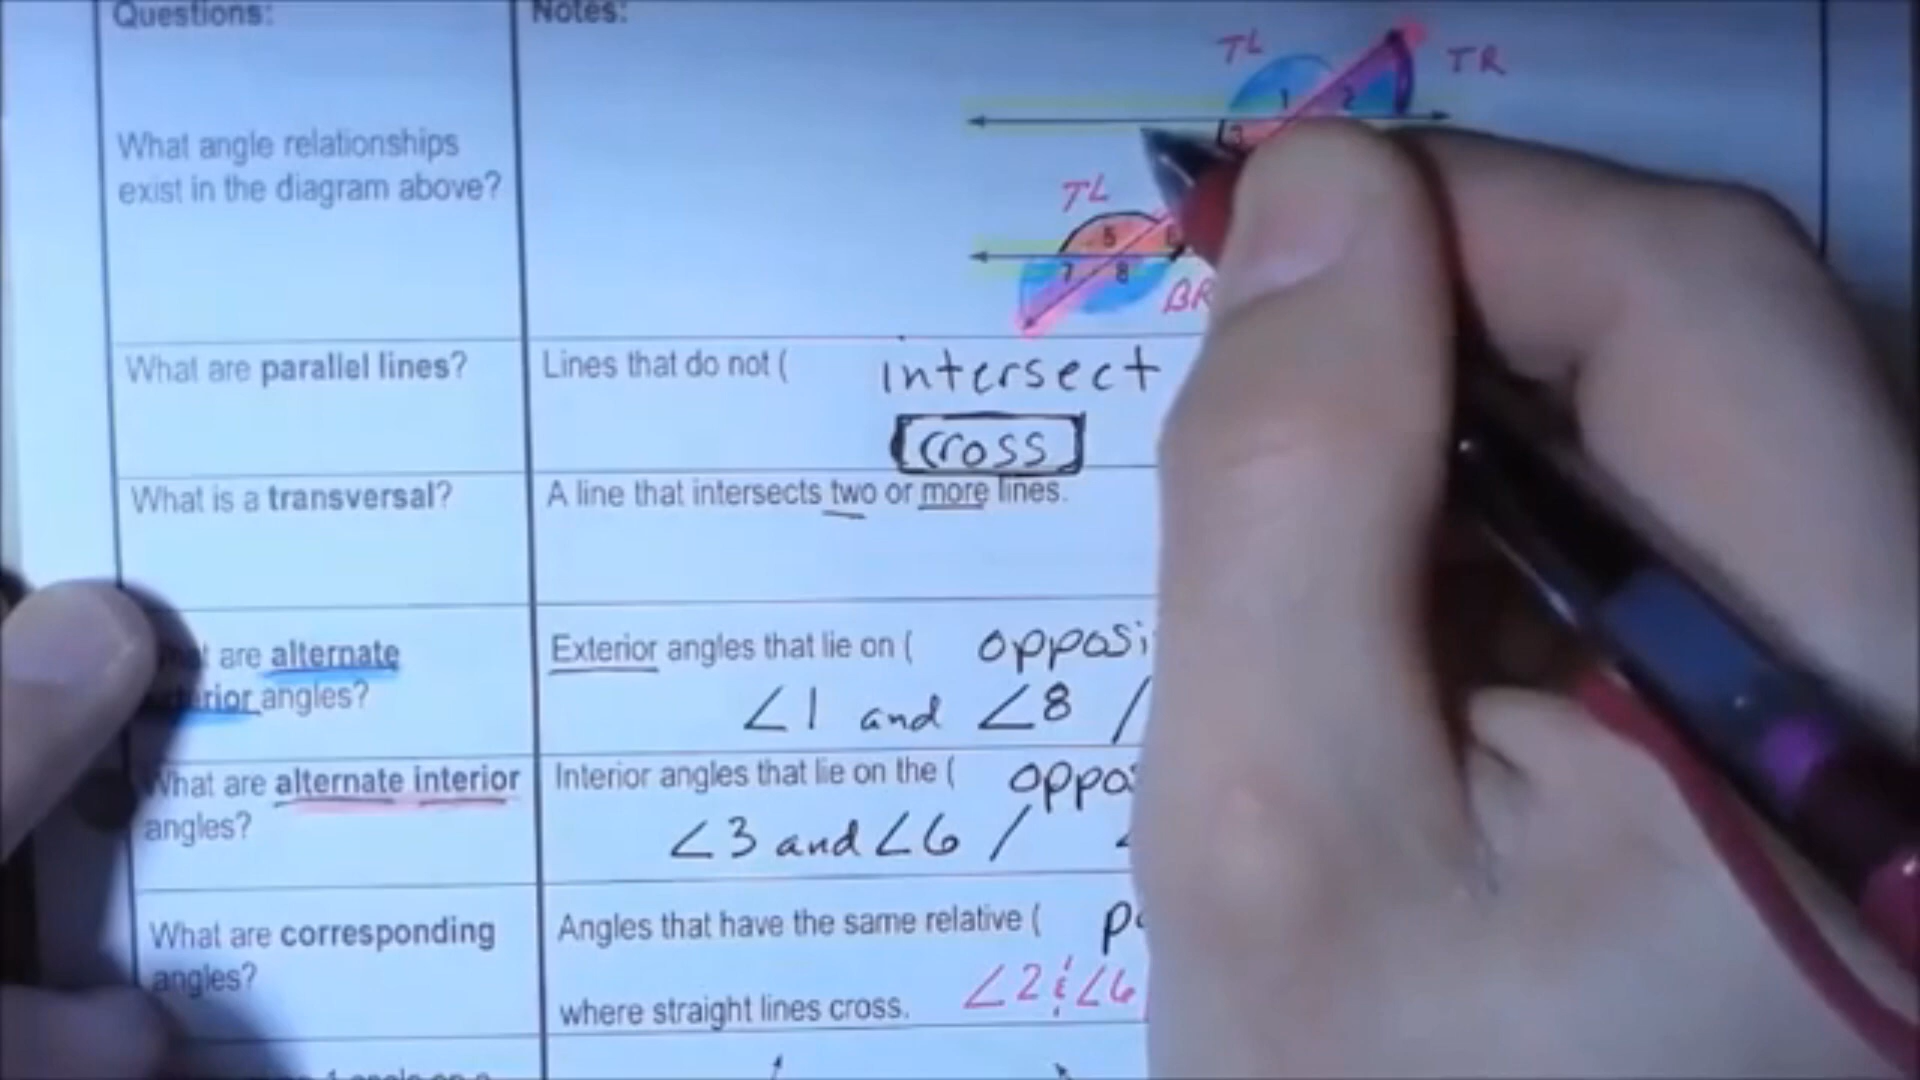 Questions:
Notes:
TL
TR
1
2
3
What angle relationships
exist in the diagram above?
TL
5
7
8
BR
What are parallel lines?
Lines that do not (
intersect
cross
What is a transversal?
A line that intersects two or more lines.
are alternate
angles?
Exterior angles that lie on (
∠1 and ∠8 /
What are alternate interior
angles?
Interior angles that lie on the (
∠3 and ∠6 /
What are corresponding
angles?
Angles that have the same relative (
where straight lines cross.
∠2 & ∠6